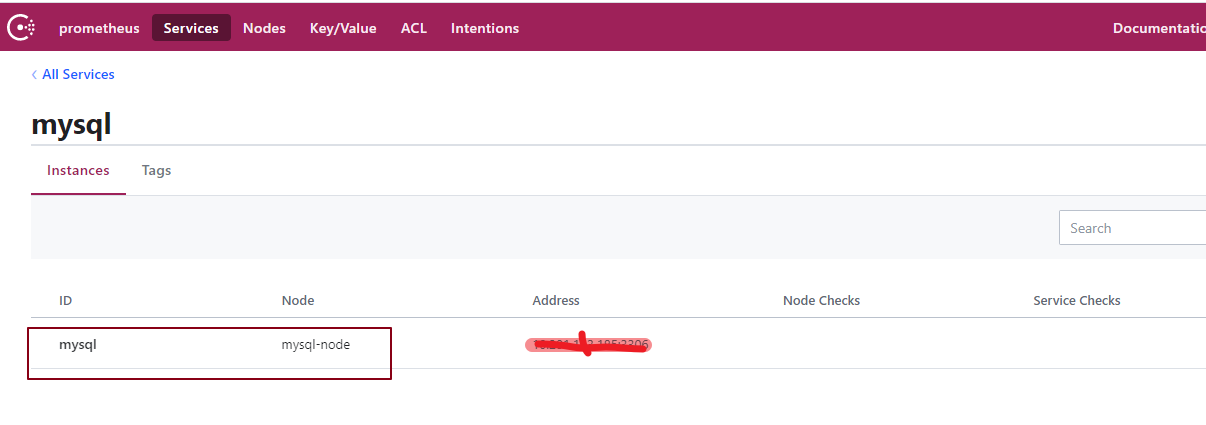 prometheus Services Nodes Key/Value ACL Intentions Documentatio
All Services
mysql
Instances Tags
Search
ID Node Address Node Checks Service Checks
mysql mysql-node